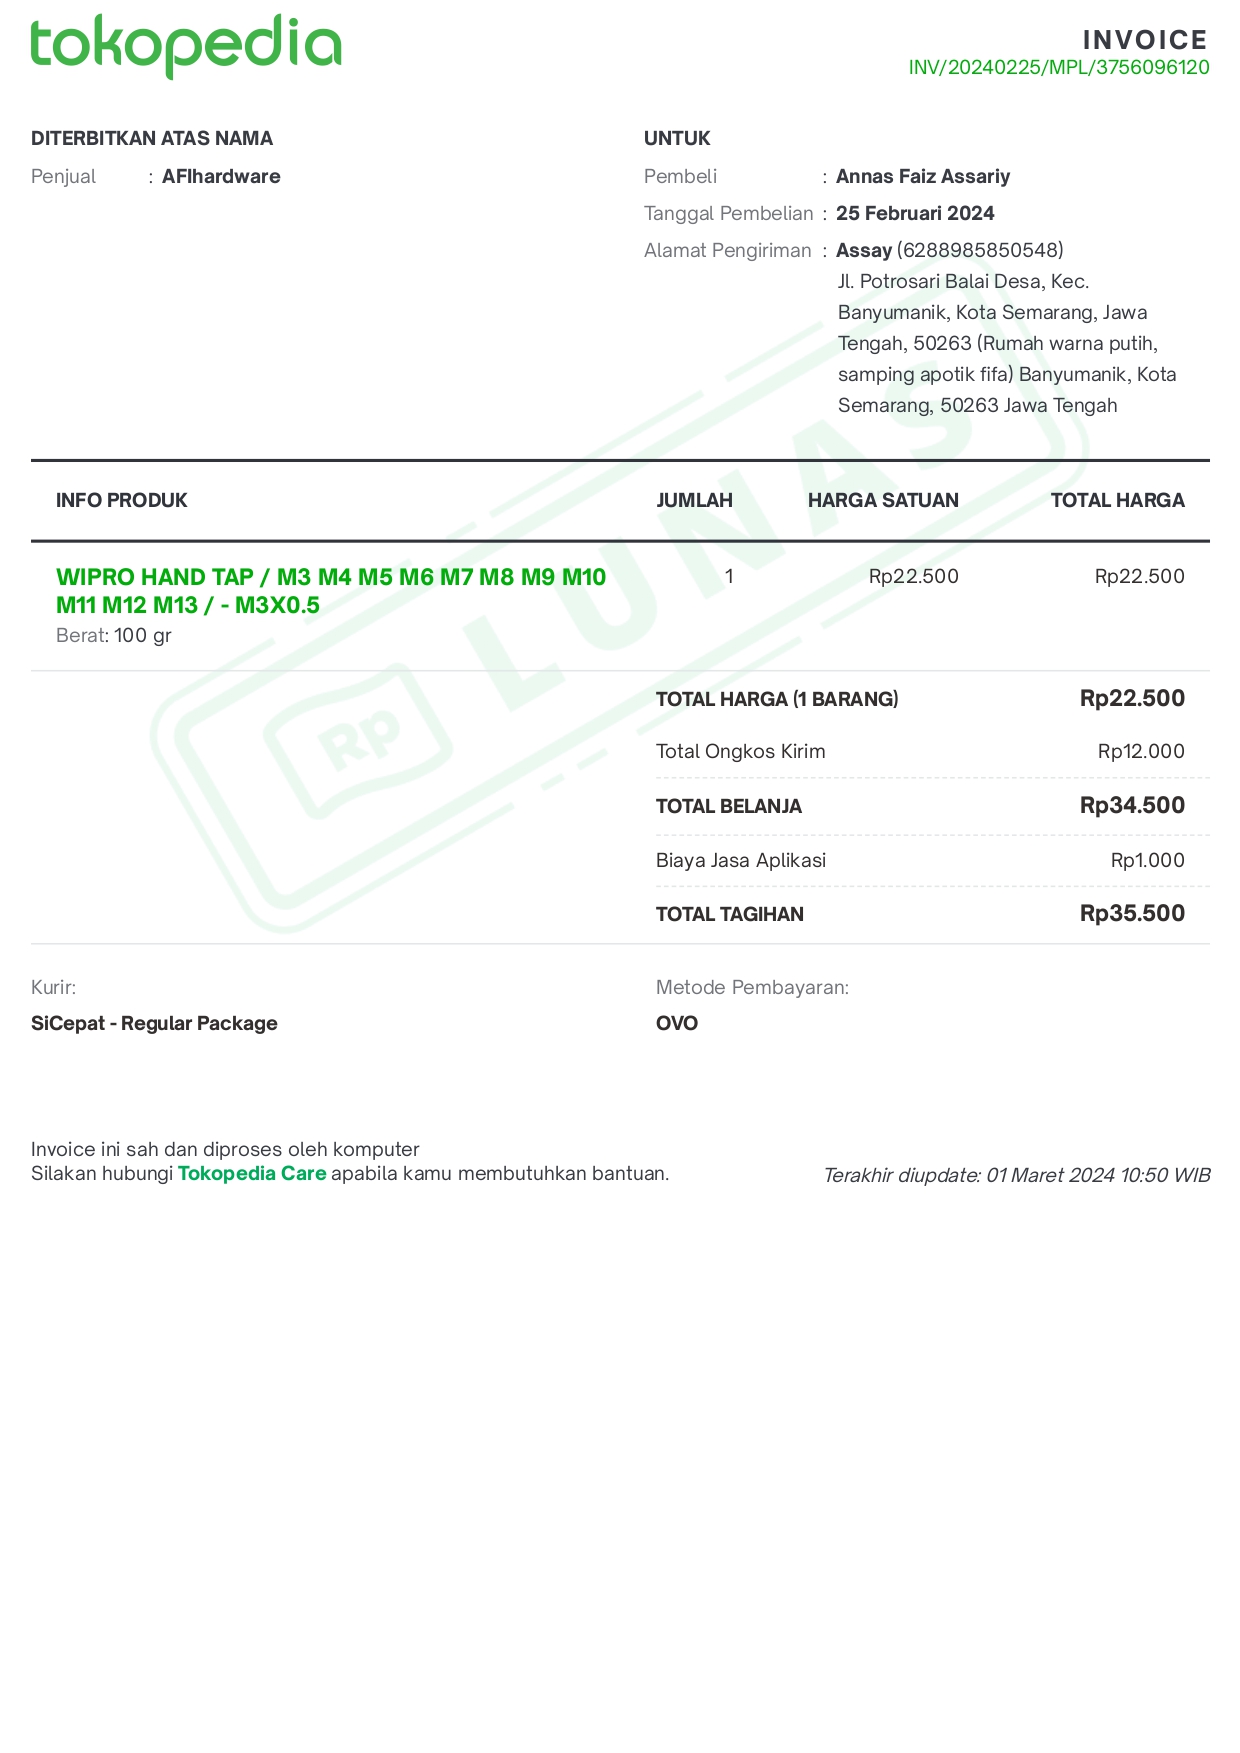 tokopedia
INVOICE
INV/20240225/MPL/3756096120
DITERBITKAN ATAS NAMA
Penjual : AFIhardware
UNTUK
Pembeli : Annas Faiz Assariy
Tanggal Pembelian : 25 Februari 2024
Alamat Pengiriman : Assay (6288985850548)
Jl. Potrosari Balai Desa, Kec.
Banyumanik, Kota Semarang, Jawa
Tengah, 50263 (Rumah warna putih,
samping apotik fifa) Banyumanik, Kota
Semarang, 50263 Jawa Tengah
INFO PRODUK JUMLAH HARGA SATUAN TOTAL HARGA
WIPRO HAND TAP / M3 M4 M5 M6 M7 M8 M9 M10 1 Rp22.500 Rp22.500
M11 M12 M13 / - M3X0.5
Berat: 100 gr
Rp LUNAS
TOTAL HARGA (1 BARANG) Rp22.500
Total Ongkos Kirim Rp12.000
TOTAL BELANJA Rp34.500
Biaya Jasa Aplikasi Rp1.000
TOTAL TAGIHAN Rp35.500
Kurir:
SiCepat - Regular Package
Metode Pembayaran:
OVO
Invoice ini sah dan diproses oleh komputer
Silakan hubungi Tokopedia Care apabila kamu membutuhkan bantuan.
Terakhir diupdate: 01 Maret 2024 10:50 WIB